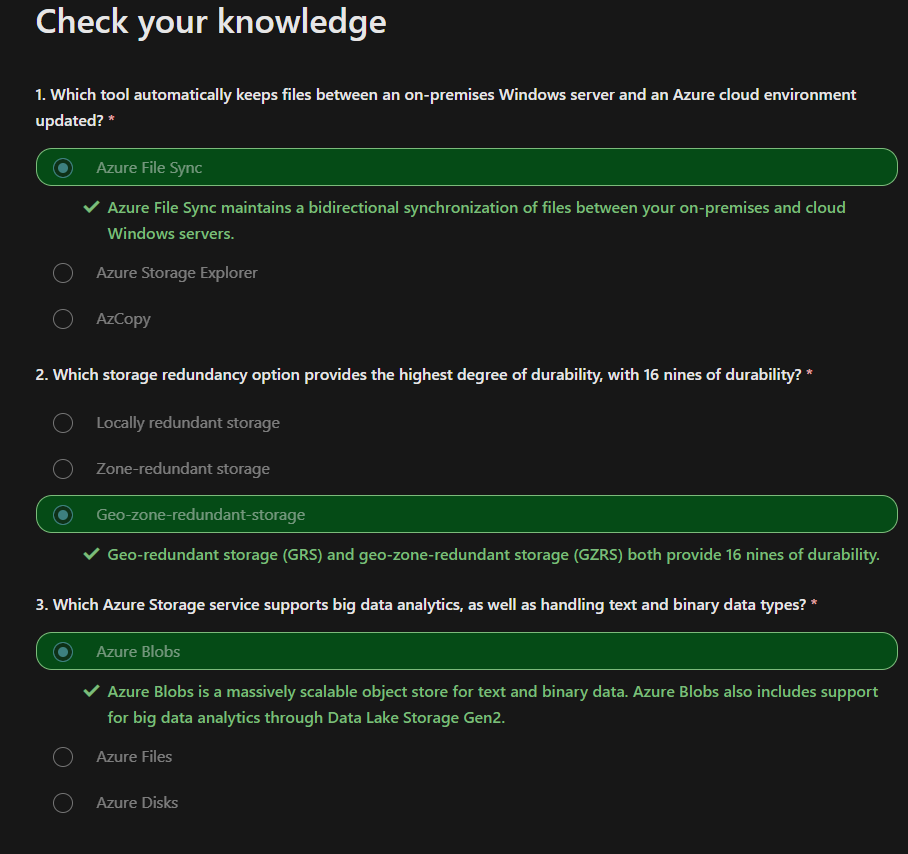 Check your knowledge
1. Which tool automatically keeps files between an on-premises Windows server and an Azure cloud environment
updated? *
Azure File Sync
Azure File Sync maintains a bidirectional synchronization of files between your on-premises and cloud
Windows servers.
Azure Storage Explorer
AzCopy
2. Which storage redundancy option provides the highest degree of durability, with 16 nines of durability? *
Locally redundant storage
Zone-redundant storage
Geo-zone-redundant-storage
Geo-redundant storage (GRS) and geo-zone-redundant storage (GZRS) both provide 16 nines of durability.
3. Which Azure Storage service supports big data analytics, as well as handling text and binary data types? *
Azure Blobs
Azure Blobs is a massively scalable object store for text and binary data. Azure Blobs also includes support
for big data analytics through Data Lake Storage Gen2.
Azure Files
Azure Disks